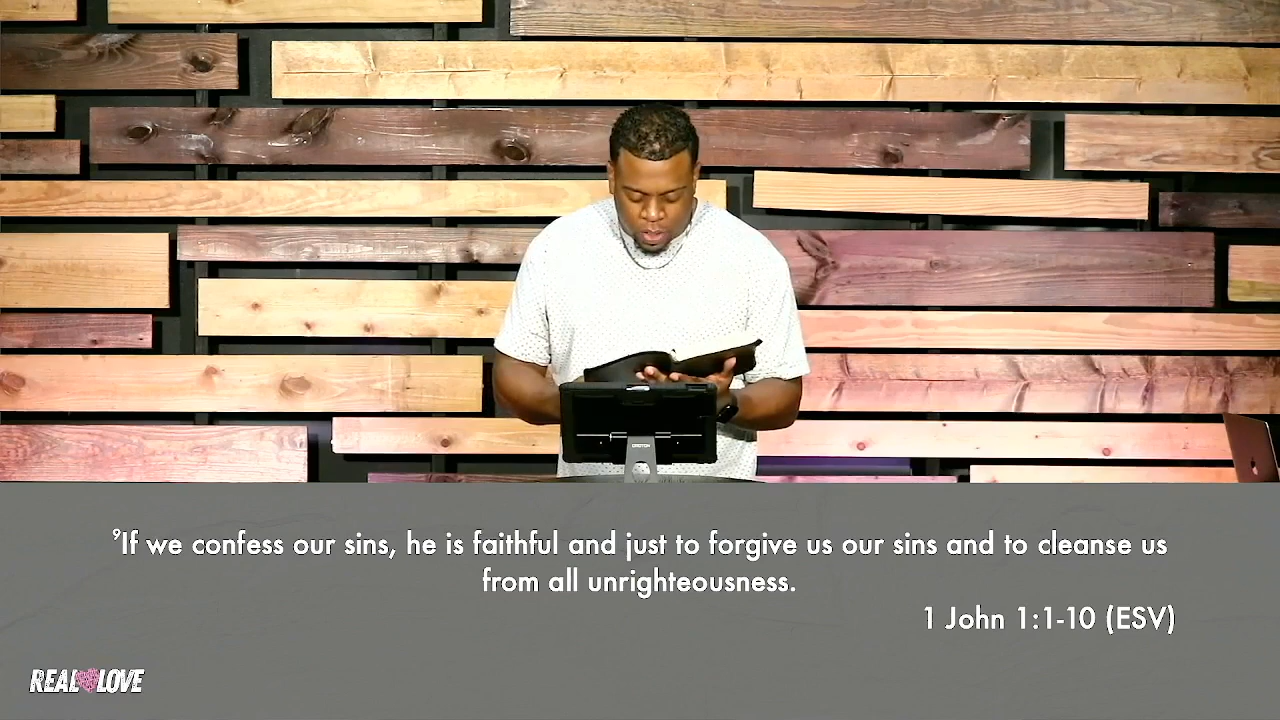 ⁹If we confess our sins, he is faithful and just to forgive us our sins and to cleanse us
from all unrighteousness.
1 John 1:1-10 (ESV)
REAL LOVE